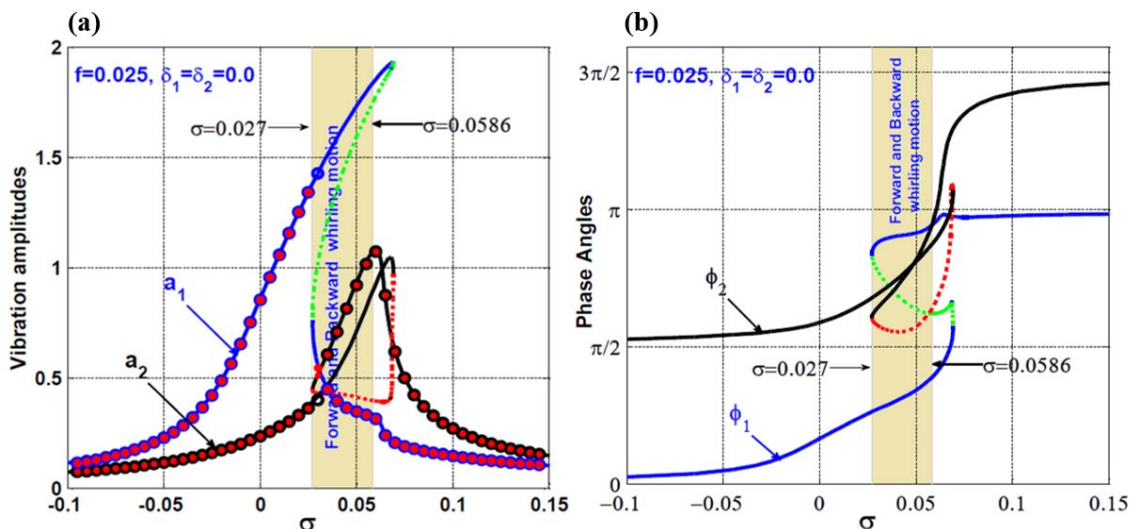 (a)
f=0.025, δ1=δ2=0.0
σ=0.027
σ=0.0586
Forward and Backward whirling motion
a1
a2
Vibration amplitudes
2
1.5
1
0.5
0
-0.1
-0.05
0
0.05
0.1
0.15
σ
(b)
f=0.025, δ1=δ2=0.0
Forward and Backward
whirling motion
ϕ2
σ=0.027
σ=0.0586
ϕ1
Phase Angles
3π/2
π
π/2
0
−0.1
−0.05
0
0.05
0.1
0.15
σ